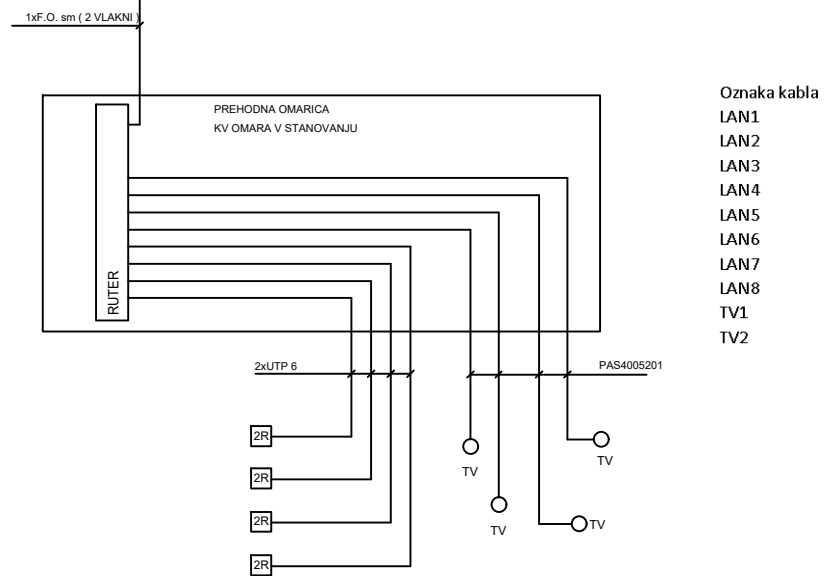 1xF.O. sm ( 2 VLAKNI )
PREHODNA OMARICA
KV OMARA V STANOVANJU
RUTER
2xUTP 6
PAS4005201
2R
2R
2R
2R
TV
TV
TV
TV
Oznaka kabla
LAN1
LAN2
LAN3
LAN4
LAN5
LAN6
LAN7
LAN8
TV1
TV2